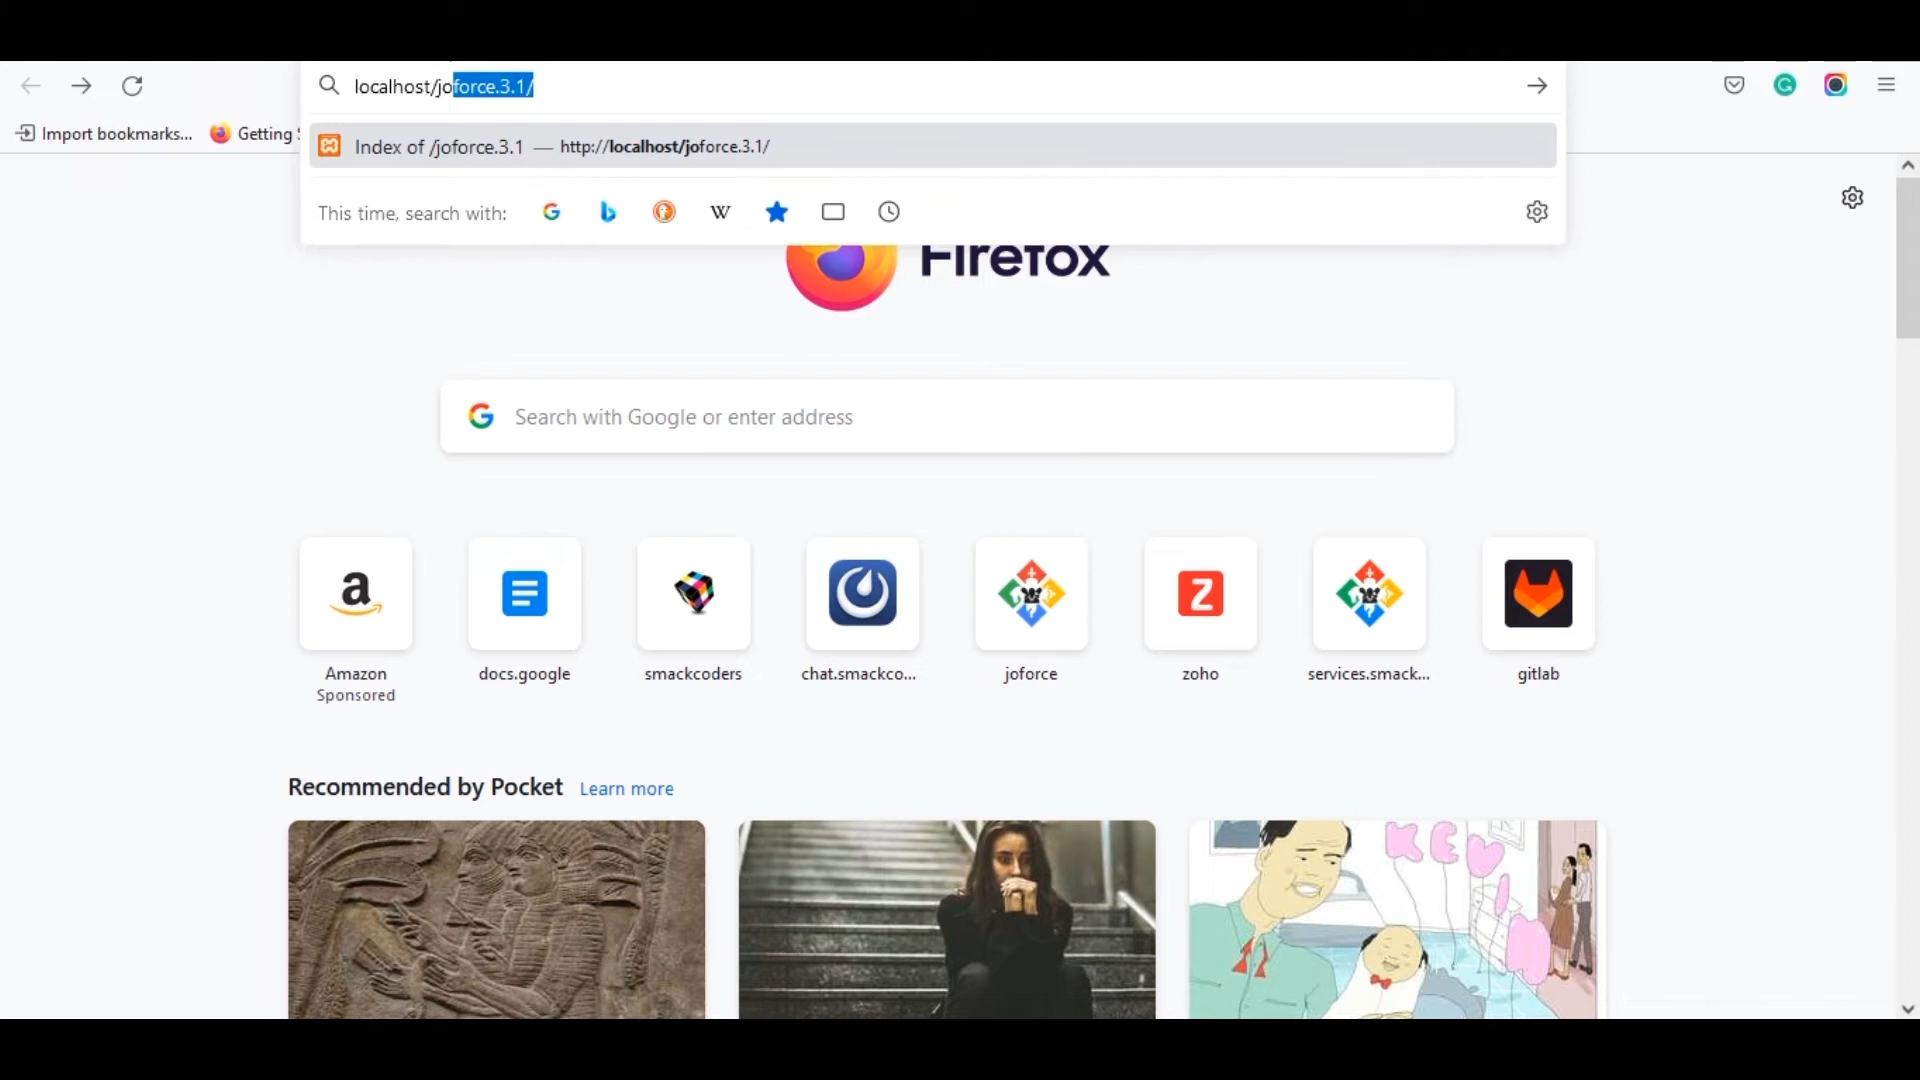 localhost/joforce.3.1/
Import bookmarks... Getting
Index of /joforce.3.1 — http://localhost/joforce.3.1/
This time, search with:
Firefox
Search with Google or enter address
Amazon
Sponsored
docs.google
smackcoders
chat.smackco...
joforce
zoho
services.smack...
gitlab
Recommended by Pocket Learn more
KEV